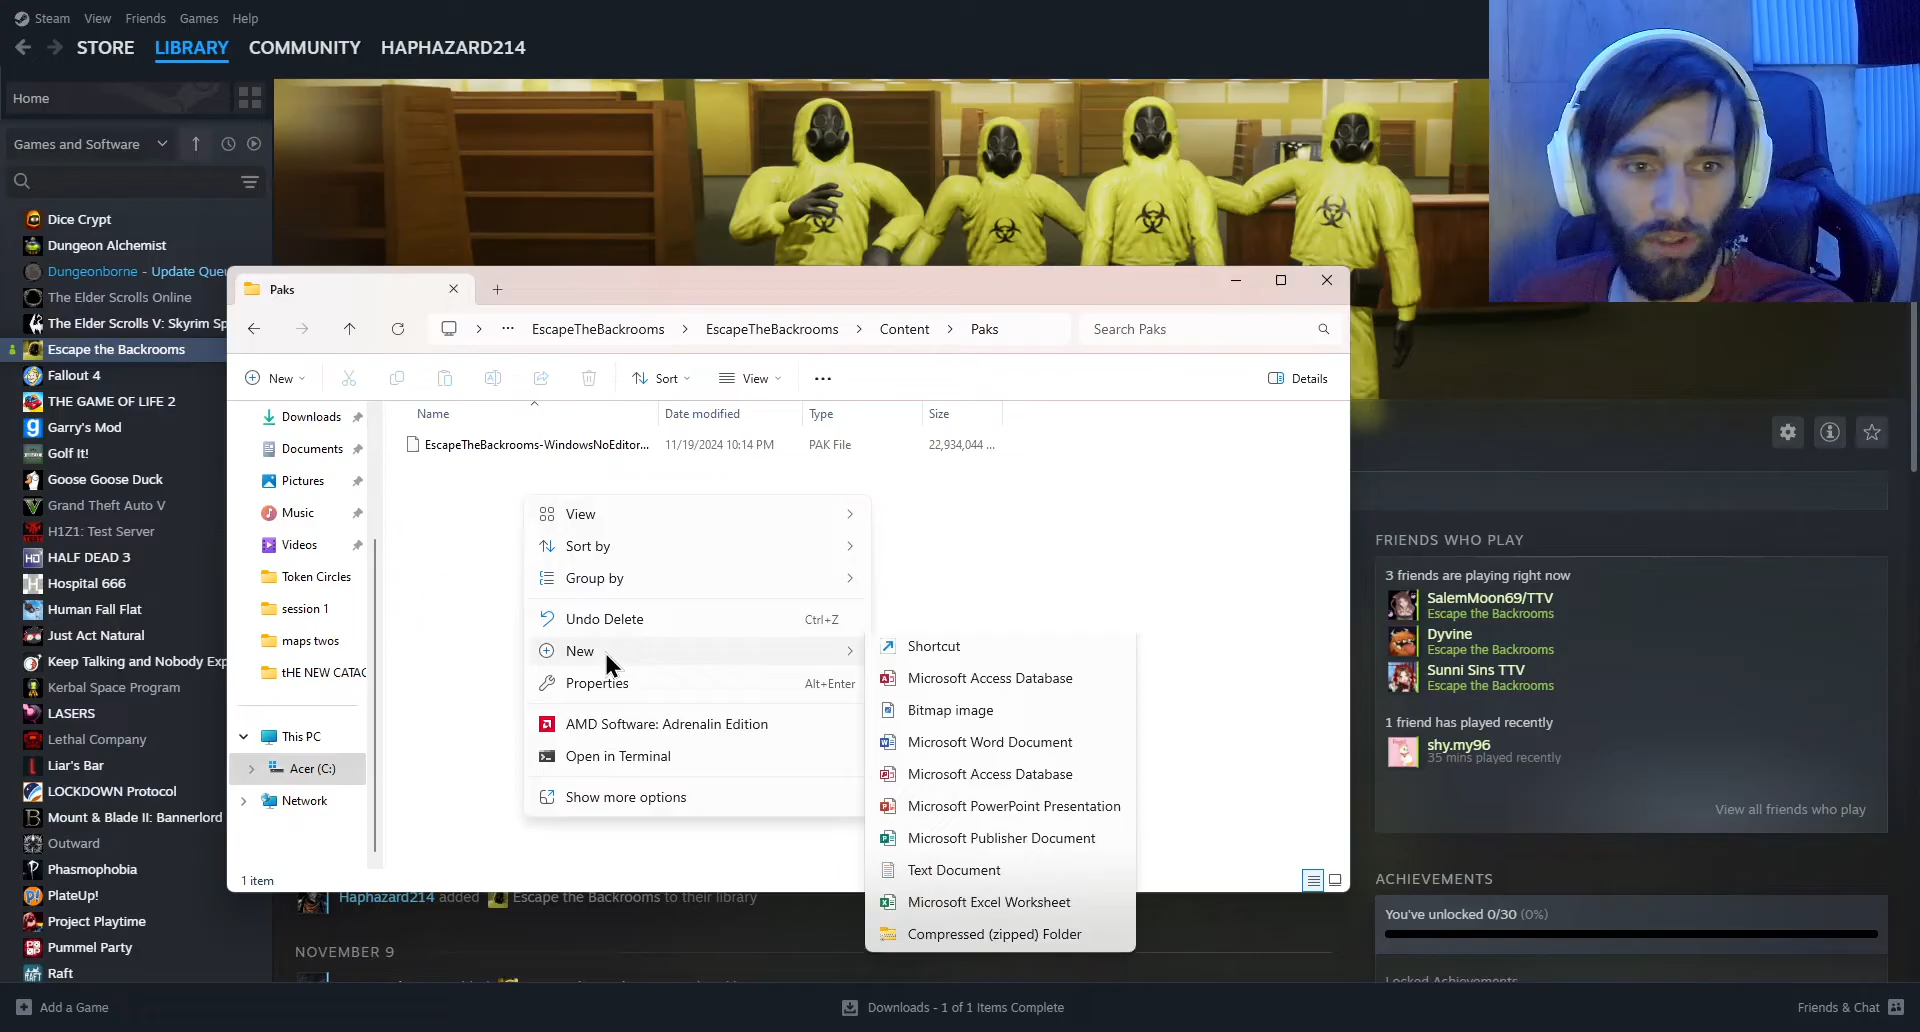 Steam View Friends Games Help
STORE LIBRARY COMMUNITY HAPHAZARD214
Home
Games and Software
Dice Crypt
Dungeon Alchemist
Dungeonborne - Update Queu
The Elder Scrolls Online
The Elder Scrolls V: Skyrim Sp
Escape the Backrooms
Fallout 4
THE GAME OF LIFE 2
Garry's Mod
Golf It!
Goose Goose Duck
Grand Theft Auto V
H1Z1: Test Server
HALF DEAD 3
Hospital 666
Human Fall Flat
Just Act Natural
Keep Talking and Nobody Exp
Kerbal Space Program
LASERS
Lethal Company
Liar's Bar
LOCKDOWN Protocol
Mount & Blade II: Bannerlord
Outward
Phasmophobia
PlateUp!
Project Playtime
Pummel Party
Raft
Add a Game
Paks
EscapeTheBackrooms EscapeTheBackrooms Content Paks
Search Paks
New Sort View Details
Downloads
Documents
Pictures
Music
Videos
Token Circles
session 1
maps twos
tHE NEW CATAC
This PC
Acer (C:)
Network
1 item
Name Date modified Type Size
EscapeTheBackrooms-WindowsNoEditor... 11/19/2024 10:14 PM PAK File 22,934,044 ...
View
Sort by
Group by
Undo Delete Ctrl+Z
New
Properties Alt+Enter
AMD Software: Adrenalin Edition
Open in Terminal
Show more options
Shortcut
Microsoft Access Database
Bitmap image
Microsoft Word Document
Microsoft Access Database
Microsoft PowerPoint Presentation
Microsoft Publisher Document
Text Document
Microsoft Excel Worksheet
Compressed (zipped) Folder
Haphazard214 added Escape the Backrooms to their library
NOVEMBER 9
FRIENDS WHO PLAY
3 friends are playing right now
SalemMoon69/TTV
Escape the Backrooms
Dyvine
Escape the Backrooms
Sunni Sins TTV
Escape the Backrooms
1 friend has played recently
shy.my96
35 mins played recently
View all friends who play
ACHIEVEMENTS
You've unlocked 0/30 (0%)
Locked Achievements
Downloads - 1 of 1 Items Complete
Friends & Chat